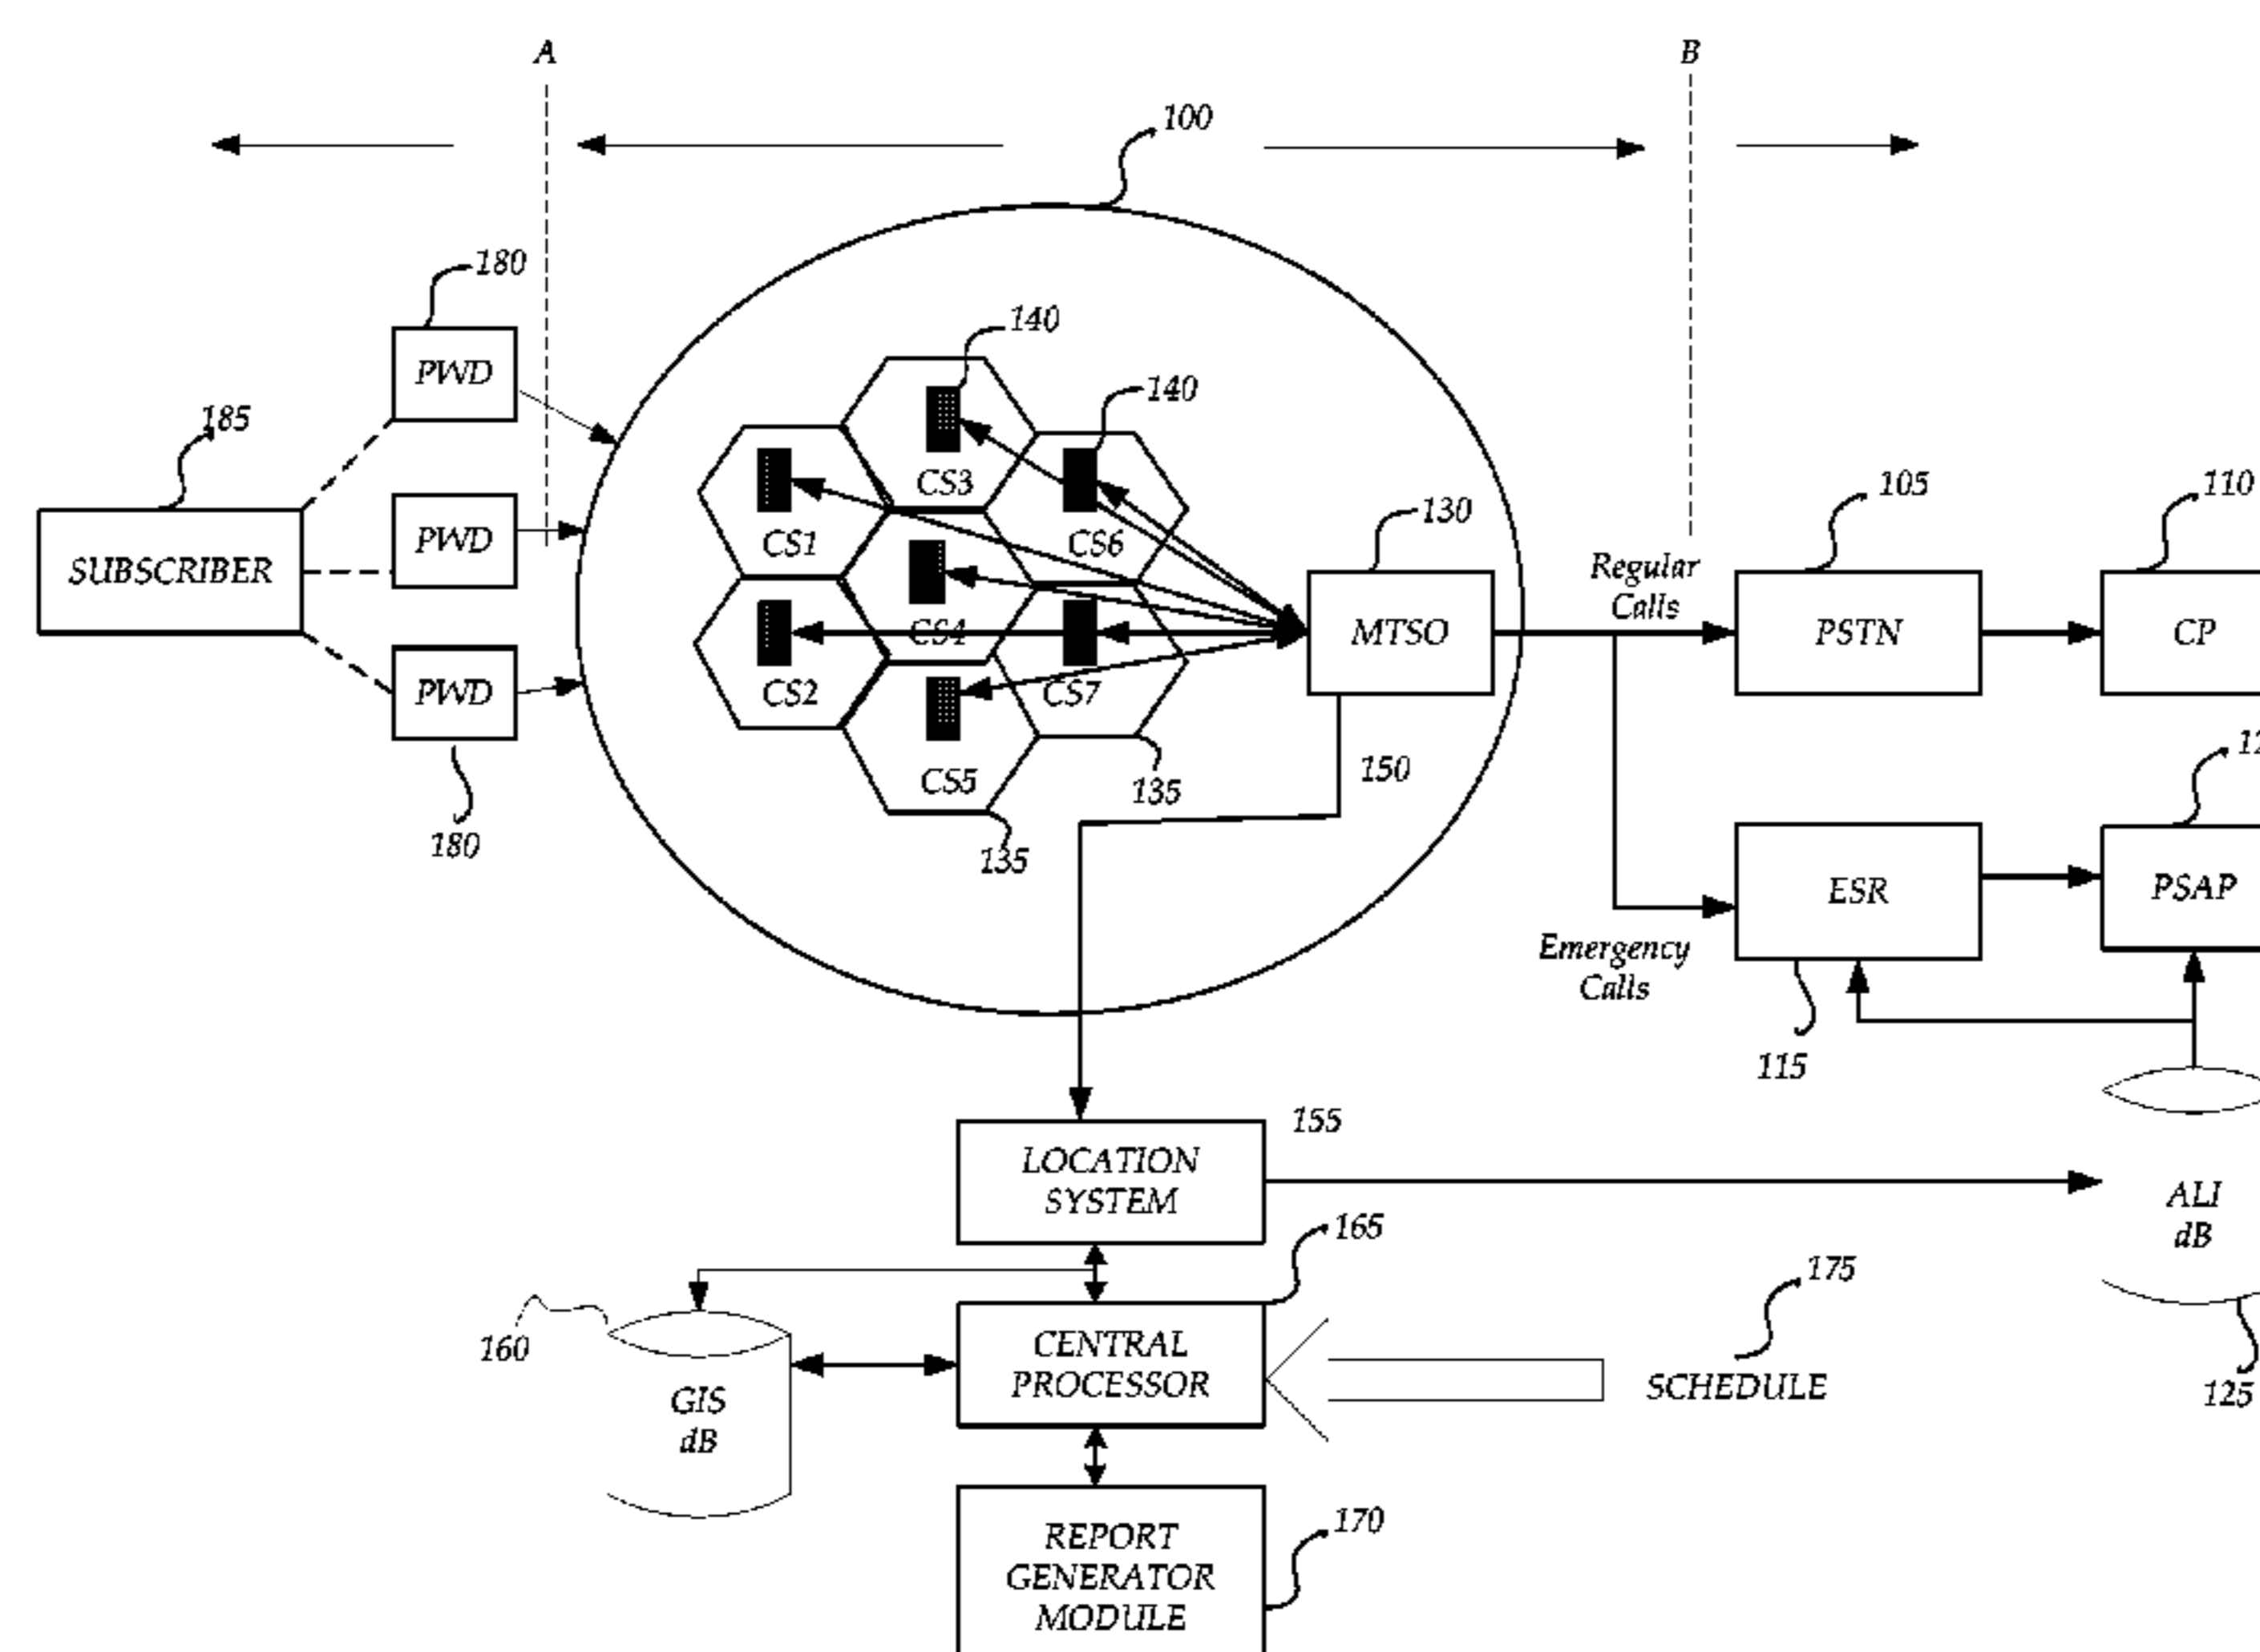 A
B
100
180
140
140
PWD
185
CS3
110
105
130
PWD
CS1
CS6
Regular
Calls
SUBSCRIBER
CS4
MTSO
PSTN
CP
PWD
CS2
CS7
12
150
CS5
135
180
135
ESR
PSAP
Emergency
Calls
115
155
LOCATION
SYSTEM
ALI
dB
165
175
160
CENTRAL
PROCESSOR
SCHEDULE
125
GIS
dB
170
REPORT
GENERATOR
MODULE